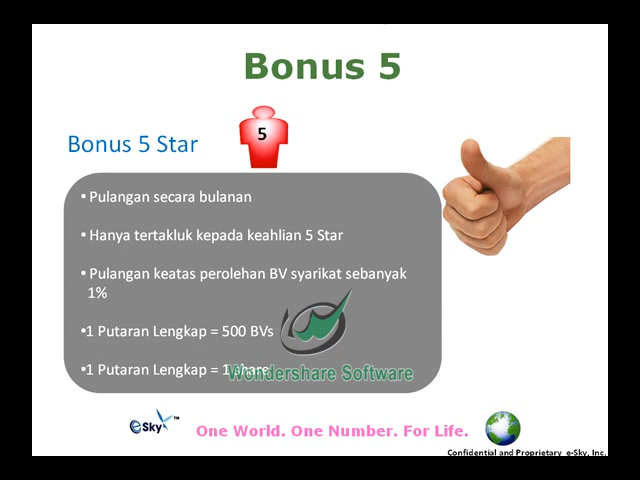 Bonus 5
5
Bonus 5 Star
• Pulangan secara bulanan
• Hanya tertakluk kepada keahlian 5 Star
• Pulangan keatas perolehan BV syarikat sebanyak
1%
•1 Putaran Lengkap = 500 BVs
•1 Putaran Lengkap = 1 share
Wondershare Software
eSky™
One World. One Number. For Life.
Confidential and Proprietary e-Sky, Inc.